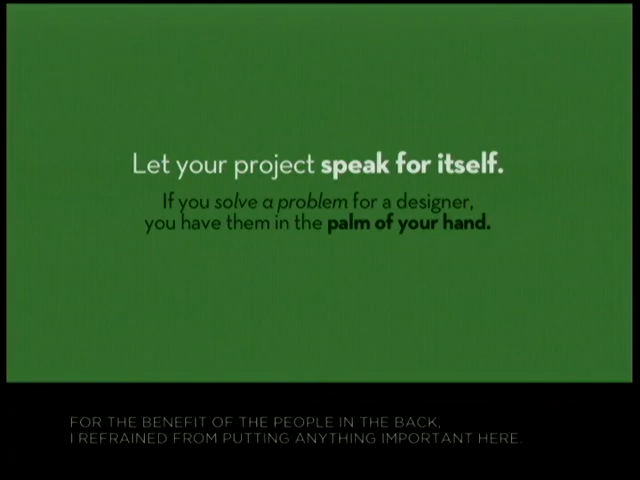 Let your project speak for itself.
If you solve a problem for a designer,
you have them in the palm of your hand.
FOR THE BENEFIT OF THE PEOPLE IN THE BACK,
I REFRAINED FROM PUTTING ANYTHING IMPORTANT HERE.